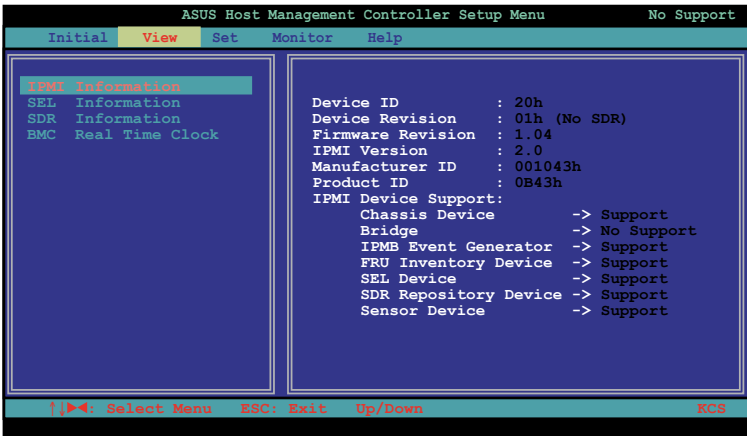 ASUS Host Management Controller Setup Menu No Support
Initial View Set Monitor Help
IPMI Information
SEL Information
SDR Information
BMC Real Time Clock
Device ID : 20h
Device Revision : 01h (No SDR)
Firmware Revision : 1.04
IPMI Version : 2.0
Manufacturer ID : 001043h
Product ID : 0B43h
IPMI Device Support:
Chassis Device -> Support
Bridge -> No Support
IPMB Event Generator -> Support
FRU Inventory Device -> Support
SEL Device -> Support
SDR Repository Device -> Support
Sensor Device -> Support
↑↓►◄: Select Menu ESC: Exit Up/Down KCS